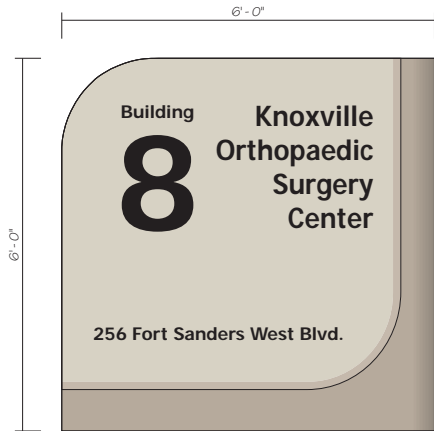 6'-0"
6'-0"
Building
8
Knoxville
Orthopaedic
Surgery
Center
256 Fort Sanders West Blvd.